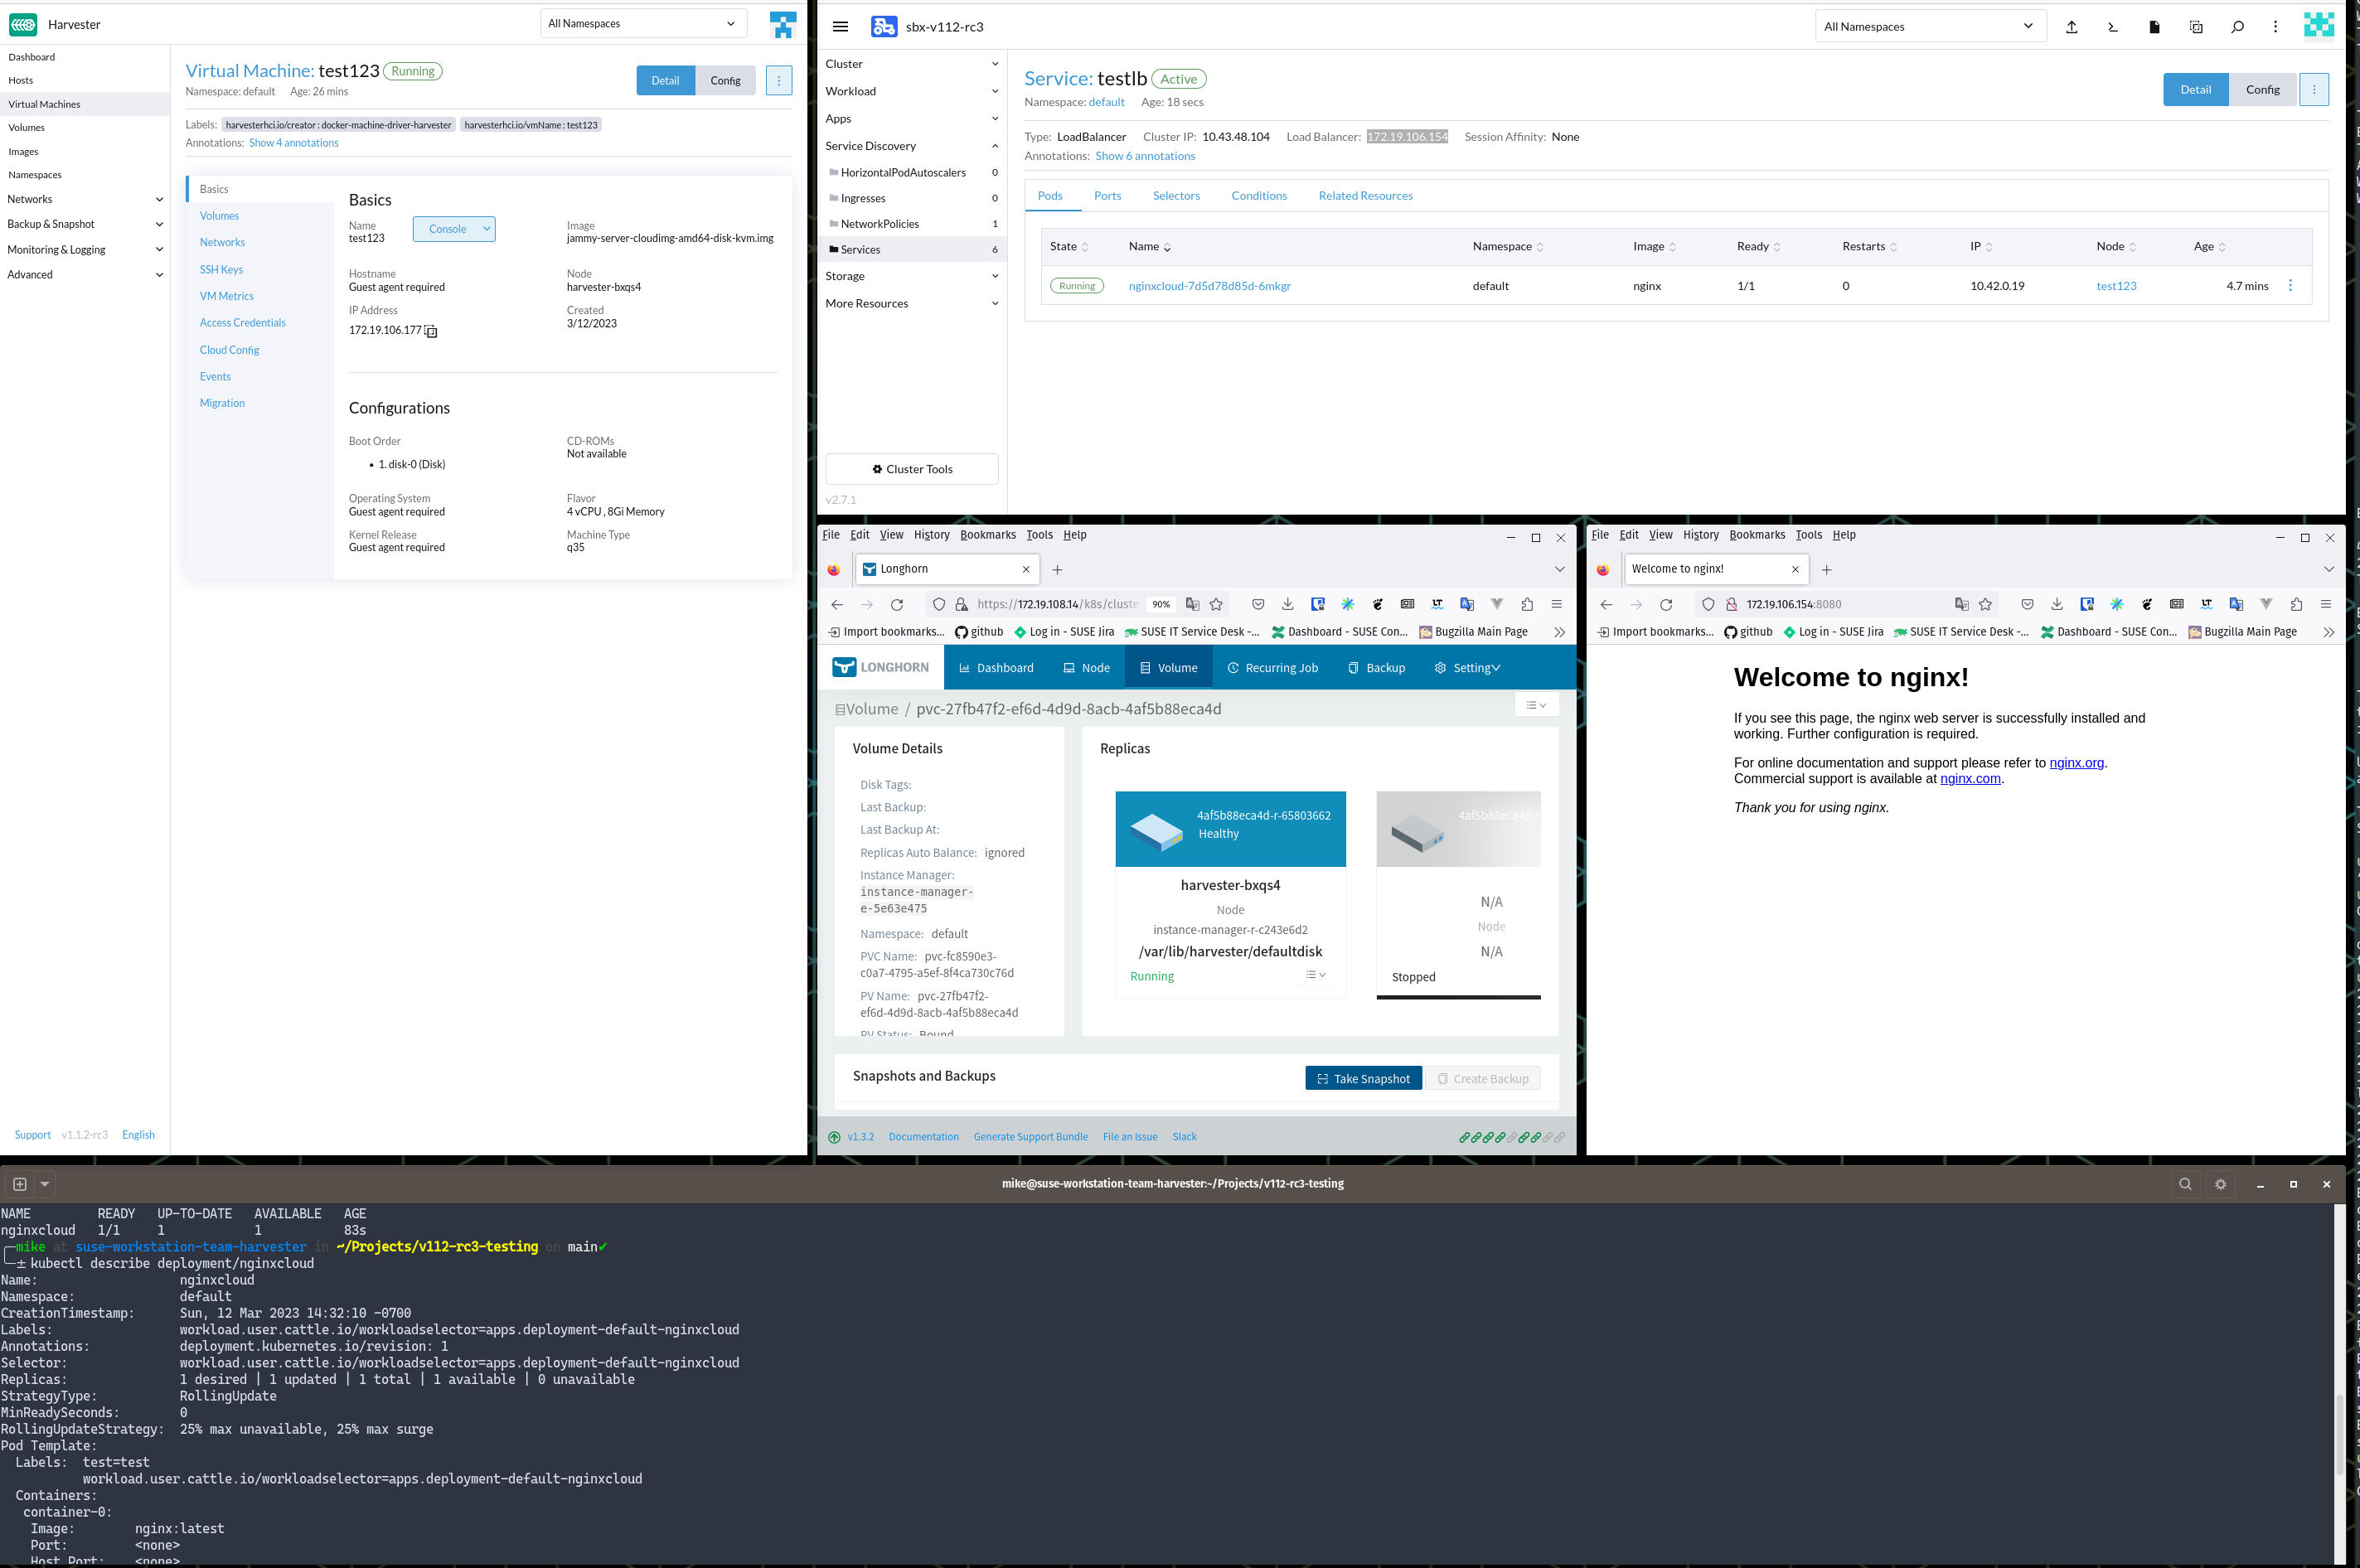 Harvester
All Namespaces
Dashboard
Hosts
Virtual Machines
Volumes
Images
Namespaces
Networks
Backup & Snapshot
Monitoring & Logging
Advanced
Support v1.1.2-rc3 English
Virtual Machine: test123 Running
Namespace: default Age: 26 mins
Detail Config
Labels: harvesterhci.io/creator : docker-machine-driver-harvester harvesterhci.io/vmName : test123
Annotations: Show 4 annotations
Basics
Volumes
Networks
SSH Keys
VM Metrics
Access Credentials
Cloud Config
Events
Migration
Basics
Name
test123
Console
Image
jammy-server-cloudimg-amd64-disk-kvm.img
Hostname
Guest agent required
Node
harvester-bxqs4
IP Address
172.19.106.177
Created
3/12/2023
Configurations
Boot Order
• 1. disk-0 (Disk)
CD-ROMs
Not available
Operating System
Guest agent required
Flavor
4 vCPU , 8Gi Memory
Kernel Release
Guest agent required
Machine Type
q35
sbx-v112-rc3
All Namespaces
Cluster
Workload
Apps
Service Discovery
HorizontalPodAutoscalers 0
Ingresses 0
NetworkPolicies 1
Services 6
Storage
More Resources
Cluster Tools
v2.7.1
Service: testlb Active
Namespace: default Age: 18 secs
Detail Config
Type: LoadBalancer Cluster IP: 10.43.48.104 Load Balancer: 172.19.106.154 Session Affinity: None
Annotations: Show 6 annotations
Pods Ports Selectors Conditions Related Resources
State Name Namespace Image Ready Restarts IP Node Age
Running nginxcloud-7d5d78d85d-6mkgr default nginx 1/1 0 10.42.0.19 test123 4.7 mins
File Edit View History Bookmarks Tools Help
Longhorn
https://172.19.108.14/k8s/cluste 90%
Import bookmarks... github Log in - SUSE Jira SUSE IT Service Desk -... Dashboard - SUSE Con... Bugzilla Main Page
LONGHORN Dashboard Node Volume Recurring Job Backup Setting
Volume / pvc-27fb47f2-ef6d-4d9d-8acb-4af5b88eca4d
Volume Details
Disk Tags:
Last Backup:
Last Backup At:
Replicas Auto Balance: ignored
Instance Manager:
instance-manager-
e-5e63e475
Namespace: default
PVC Name: pvc-fc8590e3-
c0a7-4795-a5ef-8f4ca730c76d
PV Name: pvc-27fb47f2-
ef6d-4d9d-8acb-4af5b88eca4d
PV Status: Bound
Replicas
4af5b88eca4d-r-65803662
Healthy
harvester-bxqs4
Node
instance-manager-r-c243e6d2
/var/lib/harvester/defaultdisk
Running
4af5b88eca4d-r
N/A
Node
N/A
Stopped
Snapshots and Backups
Take Snapshot Create Backup
v1.3.2 Documentation Generate Support Bundle File an Issue Slack
File Edit View History Bookmarks Tools Help
Welcome to nginx!
172.19.106.154:8080
Import bookmarks... github Log in - SUSE Jira SUSE IT Service Desk -... Dashboard - SUSE Con... Bugzilla Main Page
Welcome to nginx!
If you see this page, the nginx web server is successfully installed and
working. Further configuration is required.
For online documentation and support please refer to nginx.org.
Commercial support is available at nginx.com.
Thank you for using nginx.
mike@suse-workstation-team-harvester:~/Projects/v112-rc3-testing
NAME READY UP-TO-DATE AVAILABLE AGE
nginxcloud 1/1 1 1 83s
mike at suse-workstation-team-harvester in ~/Projects/v112-rc3-testing on main✔
± kubectl describe deployment/nginxcloud
Name: nginxcloud
Namespace: default
CreationTimestamp: Sun, 12 Mar 2023 14:32:10 -0700
Labels: workload.user.cattle.io/workloadselector=apps.deployment-default-nginxcloud
Annotations: deployment.kubernetes.io/revision: 1
Selector: workload.user.cattle.io/workloadselector=apps.deployment-default-nginxcloud
Replicas: 1 desired | 1 updated | 1 total | 1 available | 0 unavailable
StrategyType: RollingUpdate
MinReadySeconds: 0
RollingUpdateStrategy: 25% max unavailable, 25% max surge
Pod Template:
Labels: test=test
workload.user.cattle.io/workloadselector=apps.deployment-default-nginxcloud
Containers:
container-0:
Image: nginx:latest
Port: <none>
Host Port: <none>